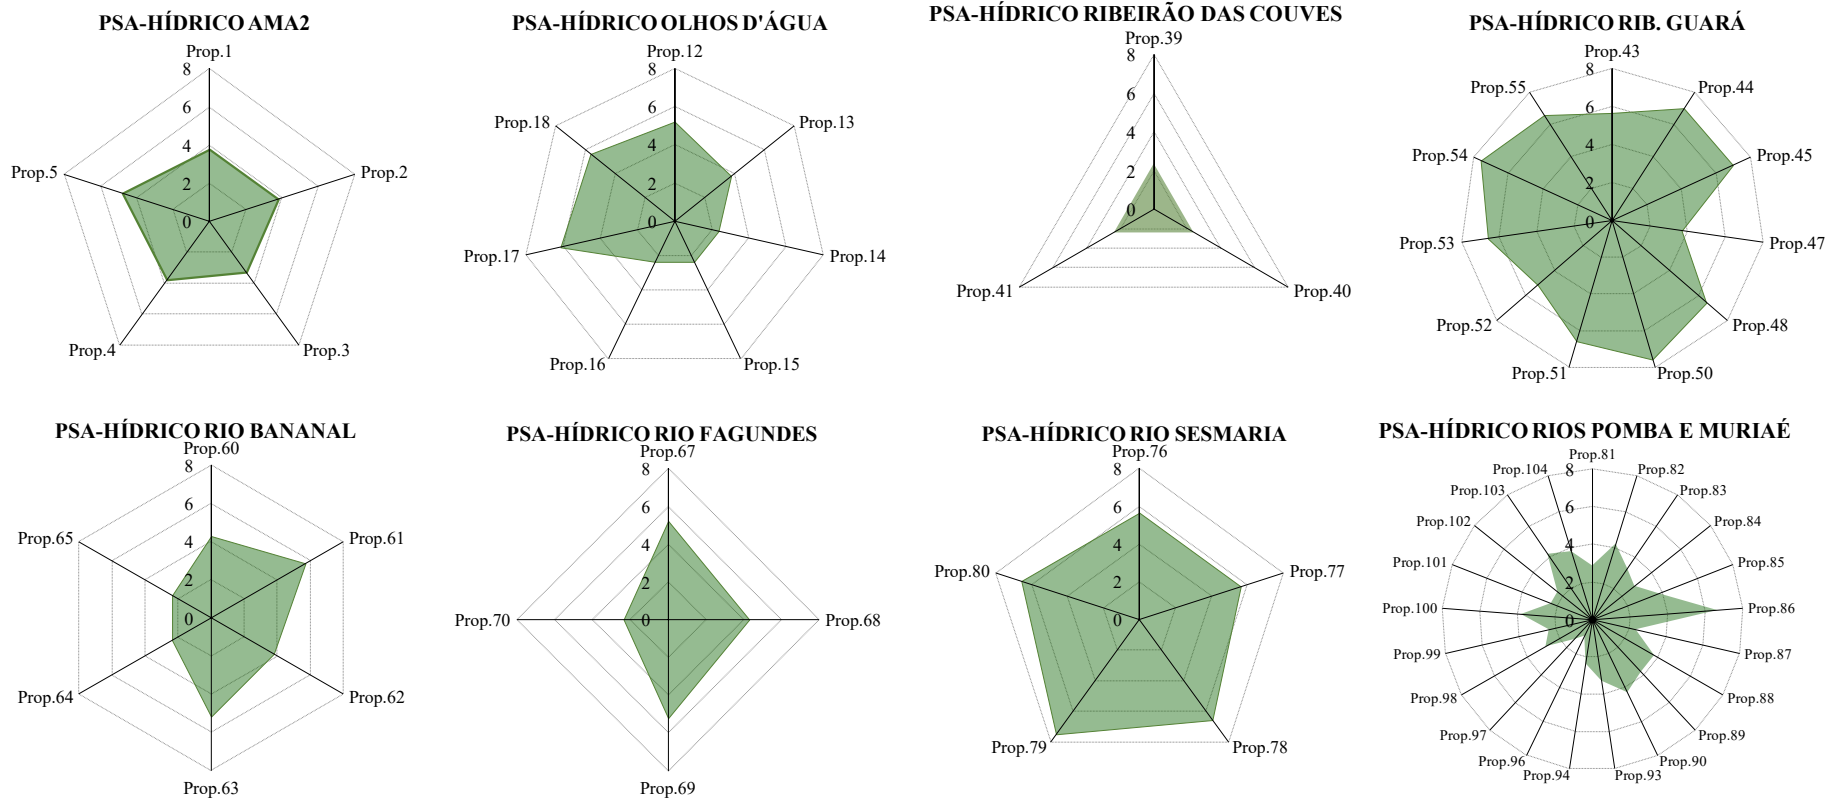 PSA-HÍDRICO AMA2
Prop.1
8
6
4
2
0
Prop.2
Prop.3
Prop.4
Prop.5
PSA-HÍDRICO OLHOS D'ÁGUA
Prop.12
8
6
4
2
0
Prop.13
Prop.14
Prop.15
Prop.16
Prop.17
Prop.18
PSA-HÍDRICO RIBEIRÃO DAS COUVES
Prop.39
8
6
4
2
0
Prop.40
Prop.41
PSA-HÍDRICO RIB. GUARÁ
Prop.43
8
6
4
2
0
Prop.44
Prop.45
Prop.47
Prop.48
Prop.50
Prop.51
Prop.52
Prop.53
Prop.54
Prop.55
PSA-HÍDRICO RIO BANANAL
Prop.60
8
6
4
2
0
Prop.61
Prop.62
Prop.63
Prop.64
Prop.65
PSA-HÍDRICO RIO FAGUNDES
Prop.67
8
6
4
2
0
Prop.68
Prop.69
Prop.70
PSA-HÍDRICO RIO SESMARIA
Prop.76
8
6
4
2
0
Prop.77
Prop.78
Prop.79
Prop.80
PSA-HÍDRICO RIOS POMBA E MURIAÉ
Prop.81
8
6
4
2
0
Prop.82
Prop.83
Prop.84
Prop.85
Prop.86
Prop.87
Prop.88
Prop.89
Prop.90
Prop.93
Prop.94
Prop.96
Prop.97
Prop.98
Prop.99
Prop.100
Prop.101
Prop.102
Prop.103
Prop.104